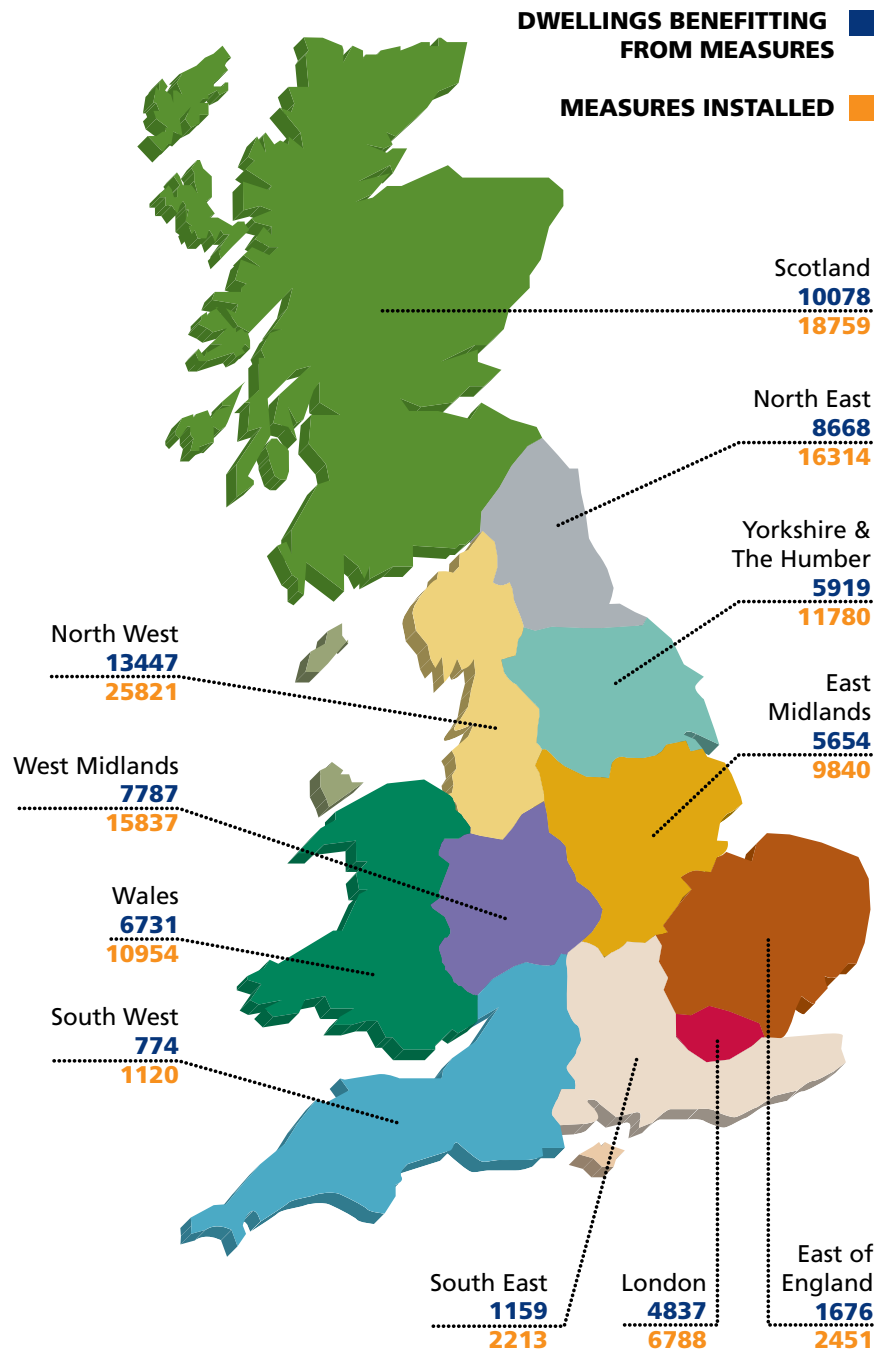 DWELLINGS BENEFITTING
FROM MEASURES
MEASURES INSTALLED
Scotland
10078
18759
North East
8668
16314
Yorkshire &
The Humber
5919
11780
North West
13447
25821
East
Midlands
5654
9840
West Midlands
7787
15837
Wales
6731
10954
South West
774
1120
South East
1159
2213
London
4837
6788
East of
England
1676
2451